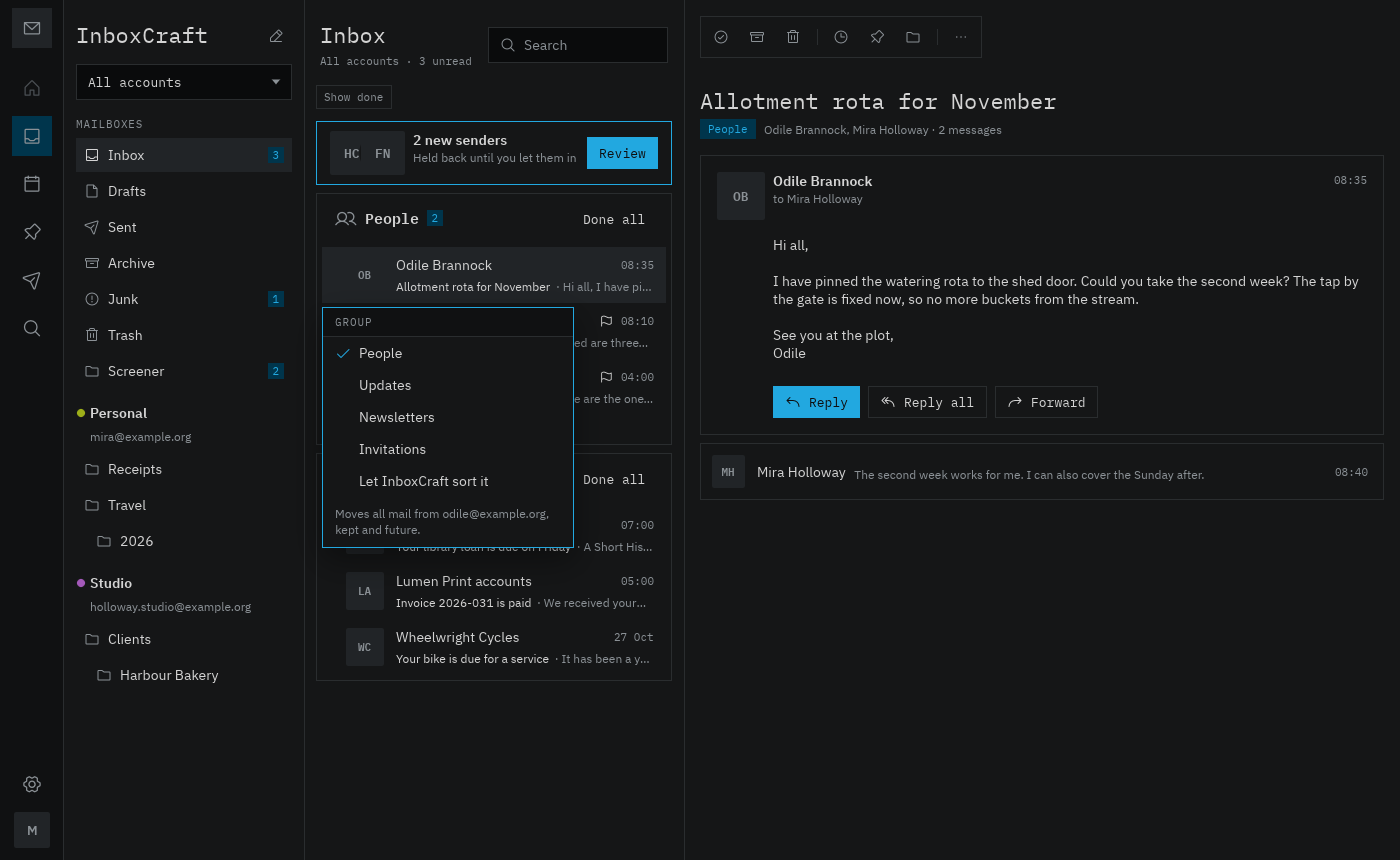 InboxCraft
All accounts
MAILBOXES
Inbox 3
Drafts
Sent
Archive
Junk 1
Trash
Screener 2
Personal
mira@example.org
Receipts
Travel
2026
Studio
holloway.studio@example.org
Clients
Harbour Bakery
M
Inbox
All accounts · 3 unread
Search
Show done
HC FN
2 new senders
Held back until you let them in
Review
People 2
Done all
OB
Odile Brannock 08:35
Allotment rota for November · Hi all, I have pi…
08:10
ed are three…
04:00
e are the one…
GROUP
People
Updates
Newsletters
Invitations
Let InboxCraft sort it
Moves all mail from odile@example.org,
kept and future.
Done all
07:00
Your library loan is due on Friday · A Short His…
LA
Lumen Print accounts 05:00
Invoice 2026-031 is paid · We received your…
WC
Wheelwright Cycles 27 Oct
Your bike is due for a service · It has been a y…
Allotment rota for November
People Odile Brannock, Mira Holloway · 2 messages
OB
Odile Brannock 08:35
to Mira Holloway
Hi all,
I have pinned the watering rota to the shed door. Could you take the second week? The tap by
the gate is fixed now, so no more buckets from the stream.
See you at the plot,
Odile
Reply Reply all Forward
MH Mira Holloway The second week works for me. I can also cover the Sunday after. 08:40